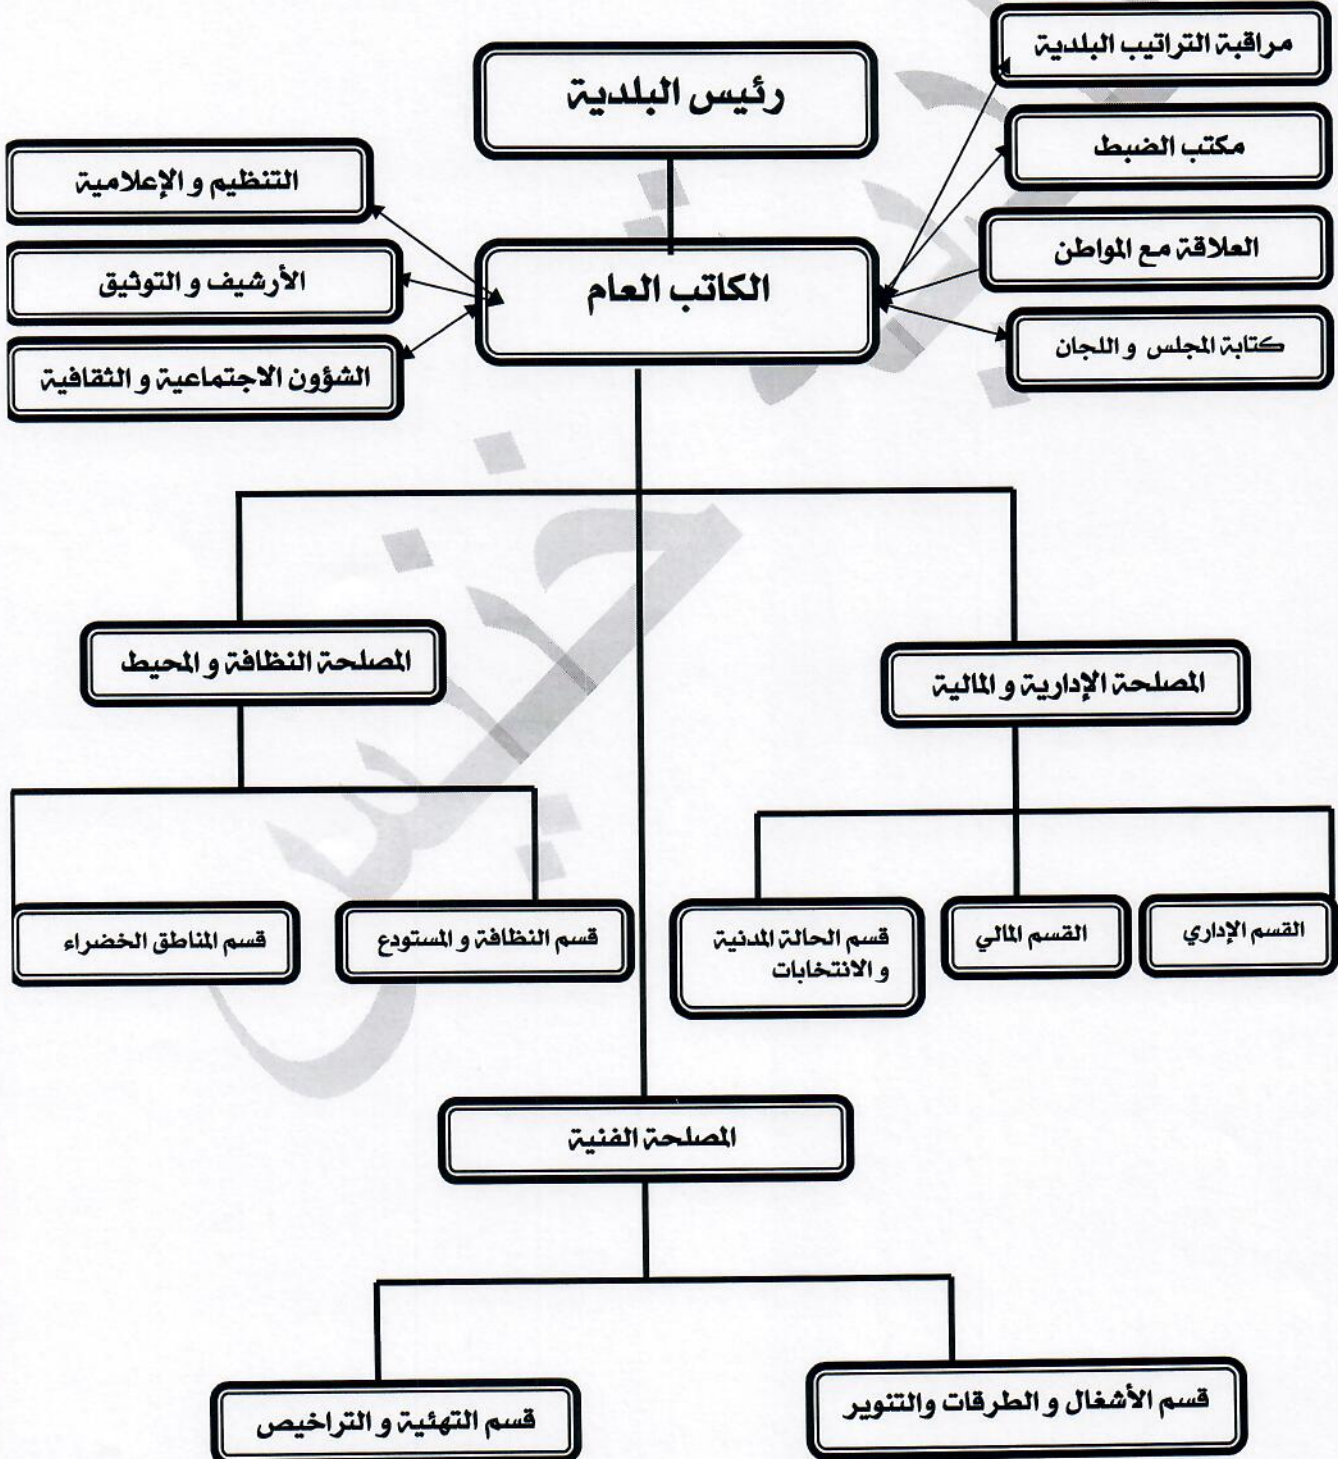 مراقبة التراتيب البلدية
رئيس البلدية
مكتب الضبط
التنظيم و الإعلامية
العلاقة مع المواطن
الأرشيف و التوثيق
الكاتب العام
كتابة المجلس و اللجان
الشؤون الاجتماعية و الثقافية
المصلحة الإدارية و المالية
المصلحة النظافة و المحيط
القسم الإداري
القسم المالي
قسم الحالة المدنية
و الانتخابات
قسم النظافة و المستودع
قسم المناطق الخضراء
المصلحة الفنية
قسم الأشغال و الطرقات والتنوير
قسم التهئية و التراخيص